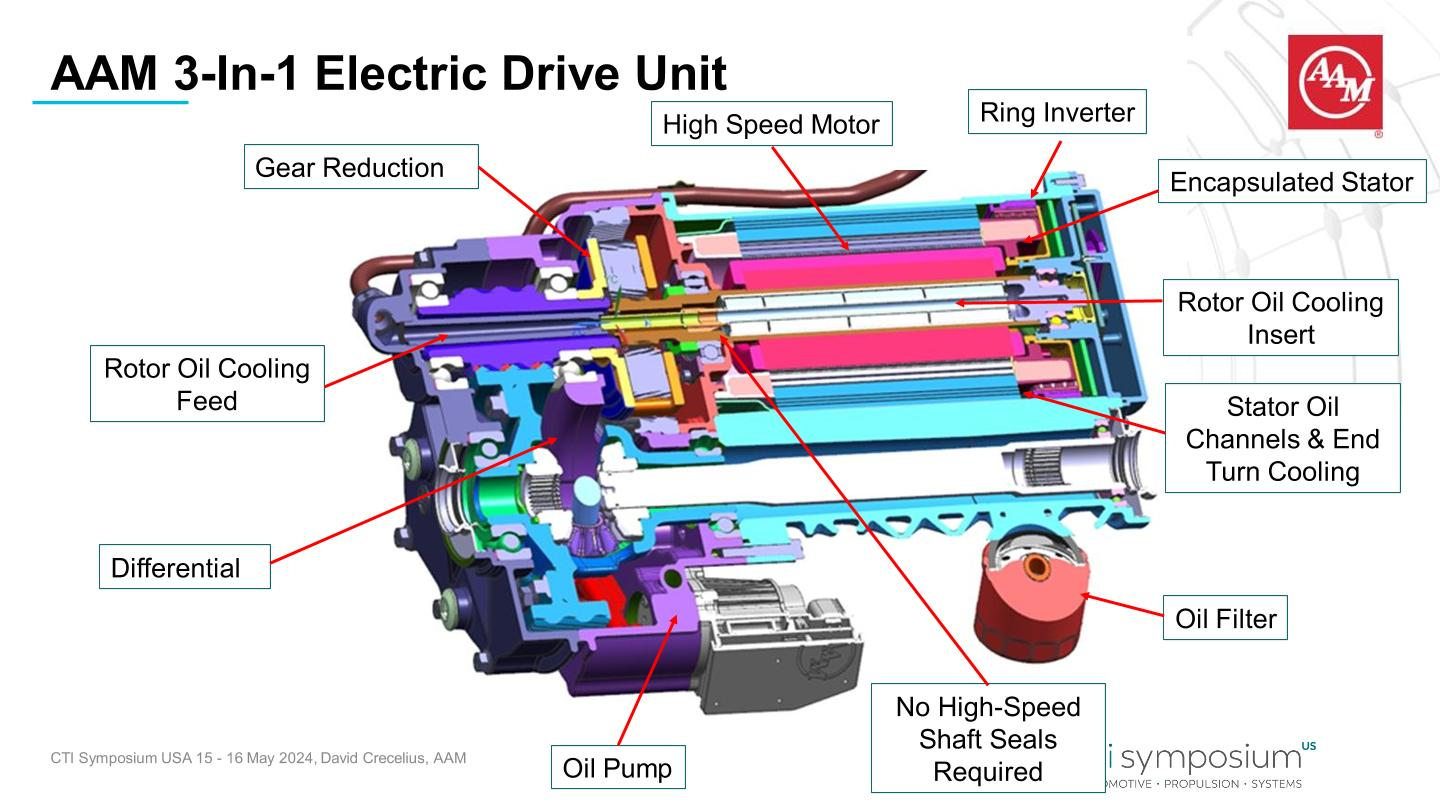 AAM 3-In-1 Electric Drive Unit
AAM
®
High Speed Motor
Ring Inverter
Gear Reduction
Encapsulated Stator
Rotor Oil Cooling
Insert
Rotor Oil Cooling
Feed
Stator Oil
Channels & End
Turn Cooling
Differential
Oil Filter
AAM
No High-Speed
Shaft Seals
Required
Oil Pump
CTI Symposium USA 15 - 16 May 2024, David Crecelius, AAM
symposium US
PROPULSION · SYSTEMS